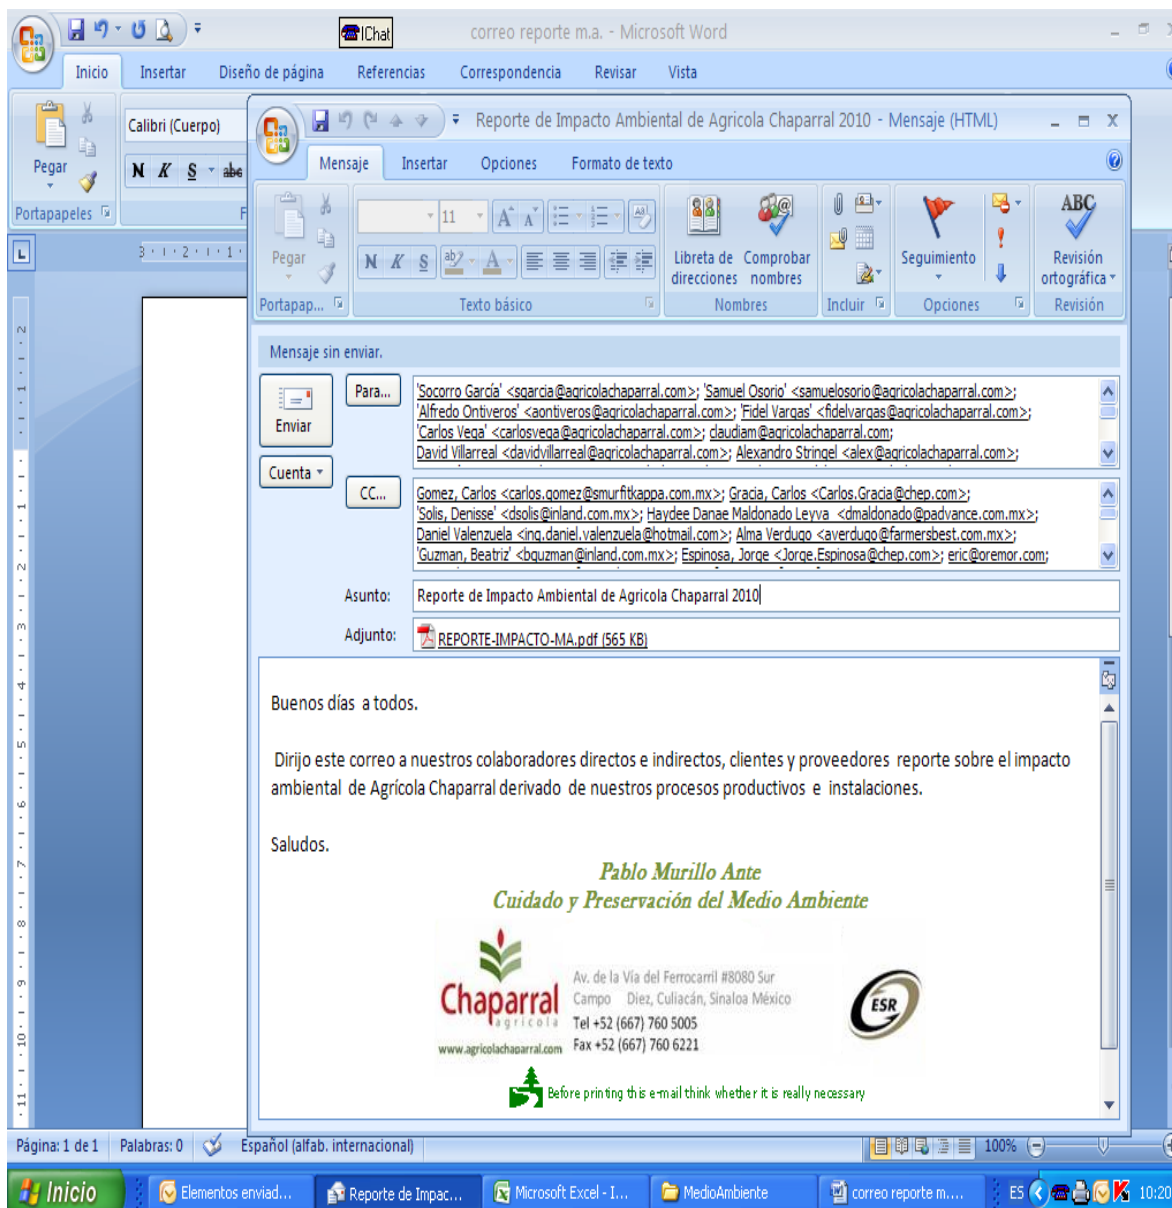 IChat
correo reporte m.a. - Microsoft Word
Inicio Insertar Diseño de página Referencias Correspondencia Revisar Vista
Pegar
Calibri (Cuerpo)
N K S abc
Portapapeles
F
L
3 · 2 · 1 ·
Reporte de Impacto Ambiental de Agricola Chaparral 2010 - Mensaje (HTML)
Mensaje Insertar Opciones Formato de texto
Pegar
11
N K S
Libreta de direcciones
Comprobar nombres
Seguimiento
ABC
Revisión ortográfica
Portapap... Texto básico Nombres Incluir Opciones Revisión
Mensaje sin enviar.
Enviar
Cuenta
Para...
'Socorro García' <sgarcia@agricolachaparral.com>; 'Samuel Osorio' <samuelosorio@agricolachaparral.com>;
'Alfredo Ontiveros' <aontiveros@agricolachaparral.com>; 'Fidel Vargas' <fidelvargas@agricolachaparral.com>;
'Carlos Vega' <carlosvega@agricolachaparral.com>; claudiam@agricolachaparral.com;
David Villarreal <davidvillarreal@agricolachaparral.com>; Alexandro Stringel <alex@agricolachaparral.com>;
CC...
Gomez, Carlos <carlos.gomez@smurfitkappa.com.mx>; Gracia, Carlos <Carlos.Gracia@chep.com>;
'Solis, Denisse' <dsolis@inland.com.mx>; Haydee Danae Maldonado Leyva <dmaldonado@padvance.com.mx>;
Daniel Valenzuela <ing.daniel.valenzuela@hotmail.com>; Alma Verdugo <averdugo@farmersbest.com.mx>;
'Guzman, Beatriz' <bguzman@inland.com.mx>; Espinosa, Jorge <Jorge.Espinosa@chep.com>; eric@oremor.com;
Asunto: Reporte de Impacto Ambiental de Agricola Chaparral 2010
Adjunto: REPORTE-IMPACTO-MA.pdf (565 KB)
Buenos días a todos.
Dirijo este correo a nuestros colaboradores directos e indirectos, clientes y proveedores reporte sobre el impacto
ambiental de Agrícola Chaparral derivado de nuestros procesos productivos e instalaciones.
Saludos.
Pablo Murillo Ante
Cuidado y Preservación del Medio Ambiente
Chaparral
agrícola
www.agricolachaparral.com
Av. de la Vía del Ferrocarril #8080 Sur
Campo Diez, Culiacán, Sinaloa México
Tel +52 (667) 760 5005
Fax +52 (667) 760 6221
ESR
Before printing this e-mail think whether it is really necessary
Página: 1 de 1 Palabras: 0 Español (alfab. internacional) 100%
Inicio Elementos enviad... Reporte de Impac... Microsoft Excel - I... MedioAmbiente correo reporte m.... ES 10:20